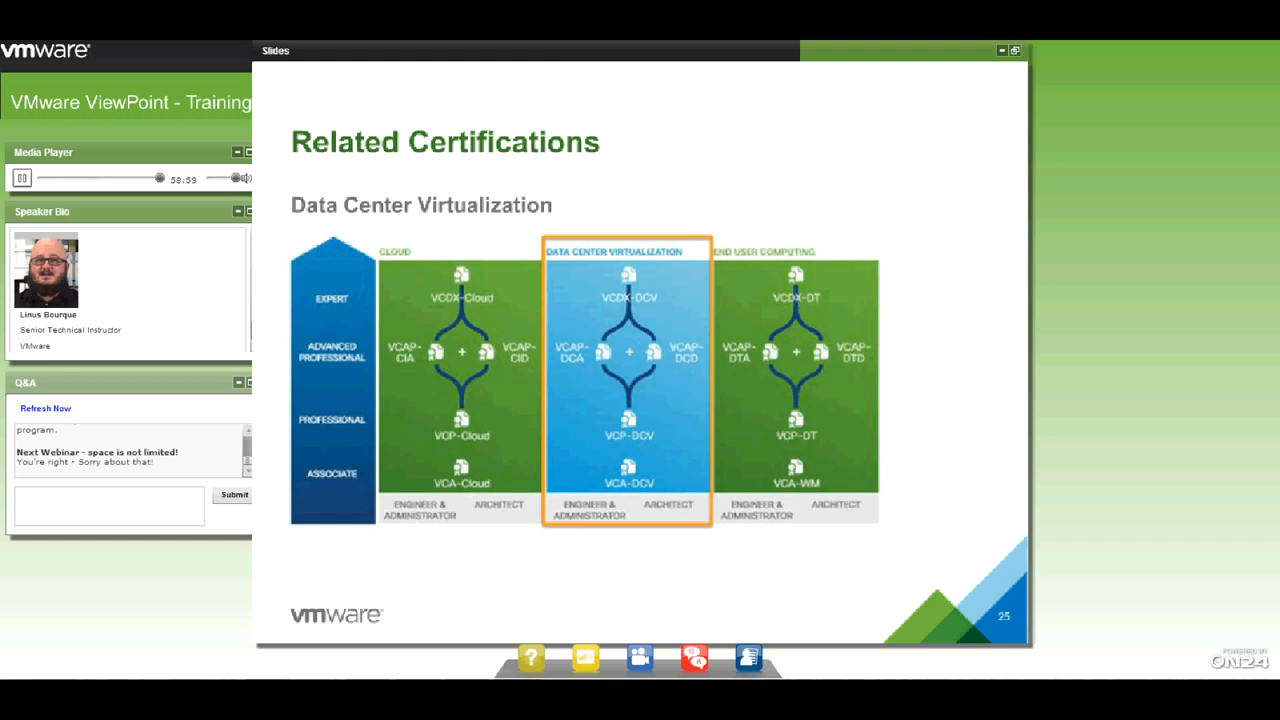 vmware
Slides
VMware ViewPoint - Training
Media Player
58:59
Speaker Bio
Linus Bourque
Senior Technical Instructor
VMware
Q&A
Refresh Now
program.
Next Webinar - space is not limited!
You're right - Sorry about that!
Submit
Related Certifications
Data Center Virtualization
CLOUD
DATA CENTER VIRTUALIZATION
END USER COMPUTING
EXPERT
VCDX-Cloud
VCDX-DCV
VCDX-DT
ADVANCED
PROFESSIONAL
VCAP-
CIA
+
VCAP-
CID
VCAP-
DCA
+
VCAP-
DCD
VCAP-
DTA
+
VCAP-
DTD
PROFESSIONAL
VCP-Cloud
VCP-DCV
VCP-DT
ASSOCIATE
VCA-Cloud
VCA-DCV
VCA-WM
ENGINEER &
ADMINISTRATOR
ARCHITECT
ENGINEER &
ADMINISTRATOR
ARCHITECT
ENGINEER &
ADMINISTRATOR
ARCHITECT
vmware
25
?
Q
A
POWERED BY
ON24